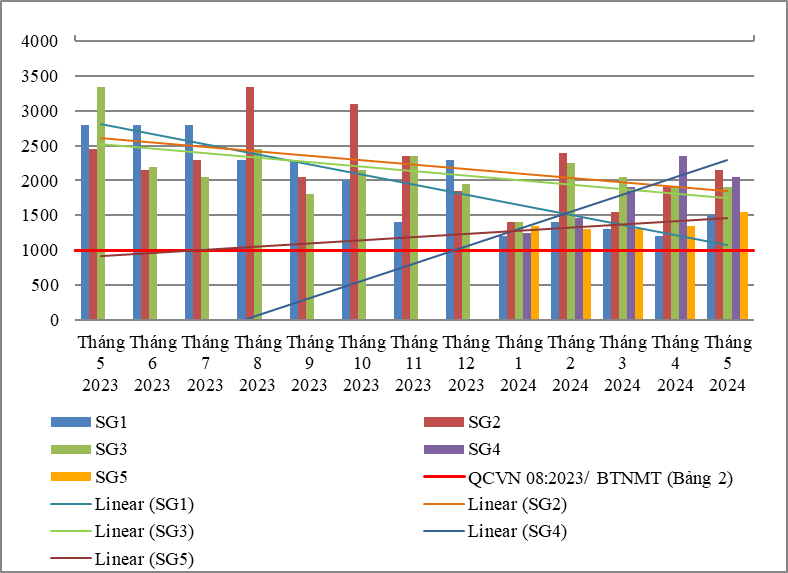 4000
3500
3000
2500
2000
1500
1000
500
0
Tháng Tháng Tháng Tháng Tháng Tháng Tháng Tháng Tháng Tháng Tháng Tháng Tháng
5 6 7 8 9 10 11 12 1 2 3 4 5
2023 2023 2023 2023 2023 2023 2023 2023 2024 2024 2024 2024 2024
SG1 SG2
SG3 SG4
SG5 QCVN 08:2023/ BTNMT (Bảng 2)
Linear (SG1) Linear (SG2)
Linear (SG3) Linear (SG4)
Linear (SG5)